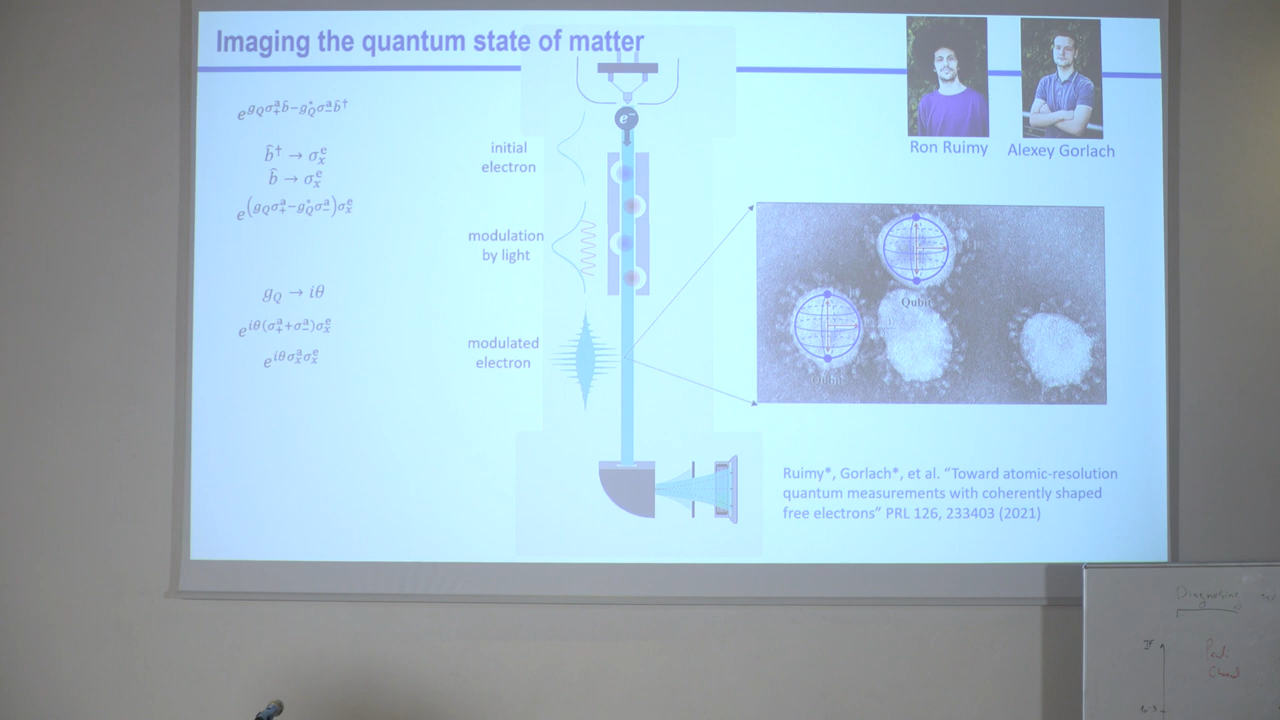 Imaging the quantum state of matter
e^{g_Q σ_+^a b̂ − g_Q^* σ_−^a b̂^†}
b̂^† → σ_x^e
b̂ → σ_x^e
e^{(g_Q σ_+^a − g_Q^* σ_−^a)σ_x^e}
g_Q → iθ
e^{iθ(σ_+^a + σ_−^a)σ_x^e}
e^{iθσ_x^a σ_x^e}
e⁻
initial
electron
modulation
by light
modulated
electron
Ron Ruimy
Alexey Gorlach
Qubit
Qubit
Ruimy*, Gorlach*, et al. “Toward atomic-resolution
quantum measurements with coherently shaped
free electrons” PRL 126, 233403 (2021)
Diagnosing